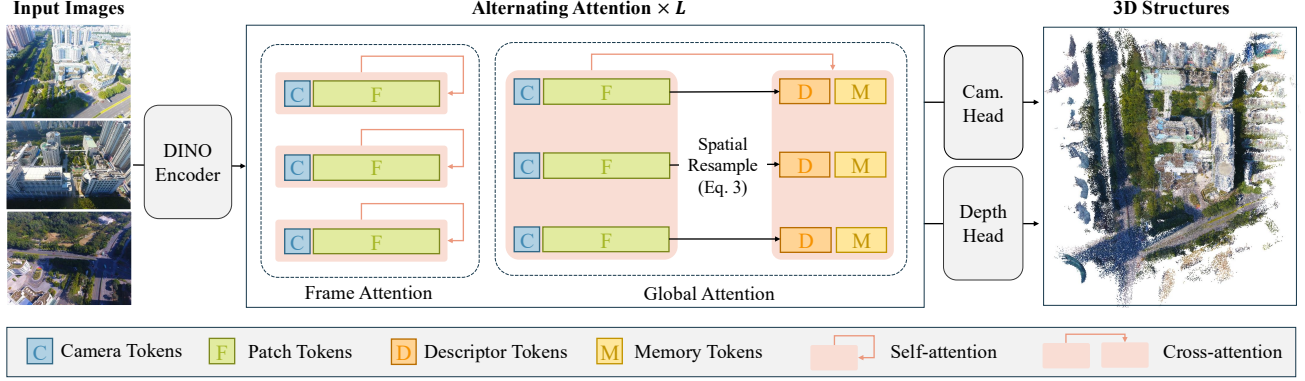 Input Images
Alternating Attention × L
3D Structures
DINO
Encoder
C F
C F
C F
Frame Attention
C F D M
C F D M
C F D M
Spatial
Resample
(Eq. 3)
Global Attention
Cam.
Head
Depth
Head
C Camera Tokens
F Patch Tokens
D Descriptor Tokens
M Memory Tokens
Self-attention
Cross-attention